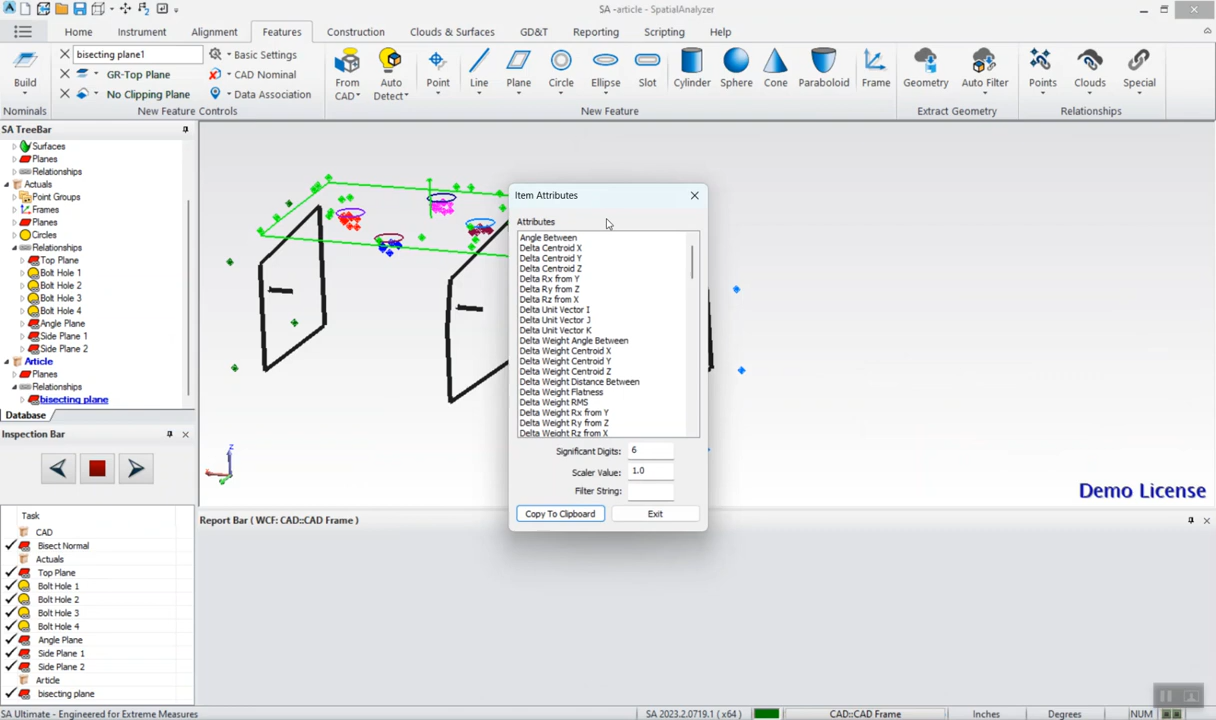 SA -article - SpatialAnalyzer
Home Instrument Alignment Features Construction Clouds & Surfaces GD&T Reporting Scripting Help
bisecting plane1
Basic Settings
GR-Top Plane
CAD Nominal
No Clipping Plane
Data Association
Build
From CAD
Auto Detect
Point
Line
Plane
Circle
Ellipse
Slot
Cylinder
Sphere
Cone
Paraboloid
Frame
Geometry
Auto Filter
Points
Clouds
Special
Nominals
New Feature Controls
New Feature
Extract Geometry
Relationships
SA TreeBar
Surfaces
Planes
Relationships
Actuals
Point Groups
Frames
Planes
Circles
Relationships
Top Plane
Bolt Hole 1
Bolt Hole 2
Bolt Hole 3
Bolt Hole 4
Angle Plane
Side Plane 1
Side Plane 2
Article
Planes
Relationships
bisecting plane
Database
Inspection Bar
Task
CAD
Bisect Normal
Actuals
Top Plane
Bolt Hole 1
Bolt Hole 2
Bolt Hole 3
Bolt Hole 4
Angle Plane
Side Plane 1
Side Plane 2
Article
bisecting plane
Item Attributes
Attributes
Angle Between
Delta Centroid X
Delta Centroid Y
Delta Centroid Z
Delta Rx from Y
Delta Ry from Z
Delta Rz from X
Delta Unit Vector I
Delta Unit Vector J
Delta Unit Vector K
Delta Weight Angle Between
Delta Weight Centroid X
Delta Weight Centroid Y
Delta Weight Centroid Z
Delta Weight Distance Between
Delta Weight Flatness
Delta Weight RMS
Delta Weight Rx from Y
Delta Weight Ry from Z
Delta Weight Rz from X
Significant Digits: 6
Scaler Value: 1.0
Filter String:
Copy To Clipboard Exit
Demo License
Report Bar ( WCF: CAD::CAD Frame )
SA Ultimate - Engineered for Extreme Measures
SA 2023.2.0719.1 ( x64 )
CAD::CAD Frame
Inches
Degrees
NUM
Z